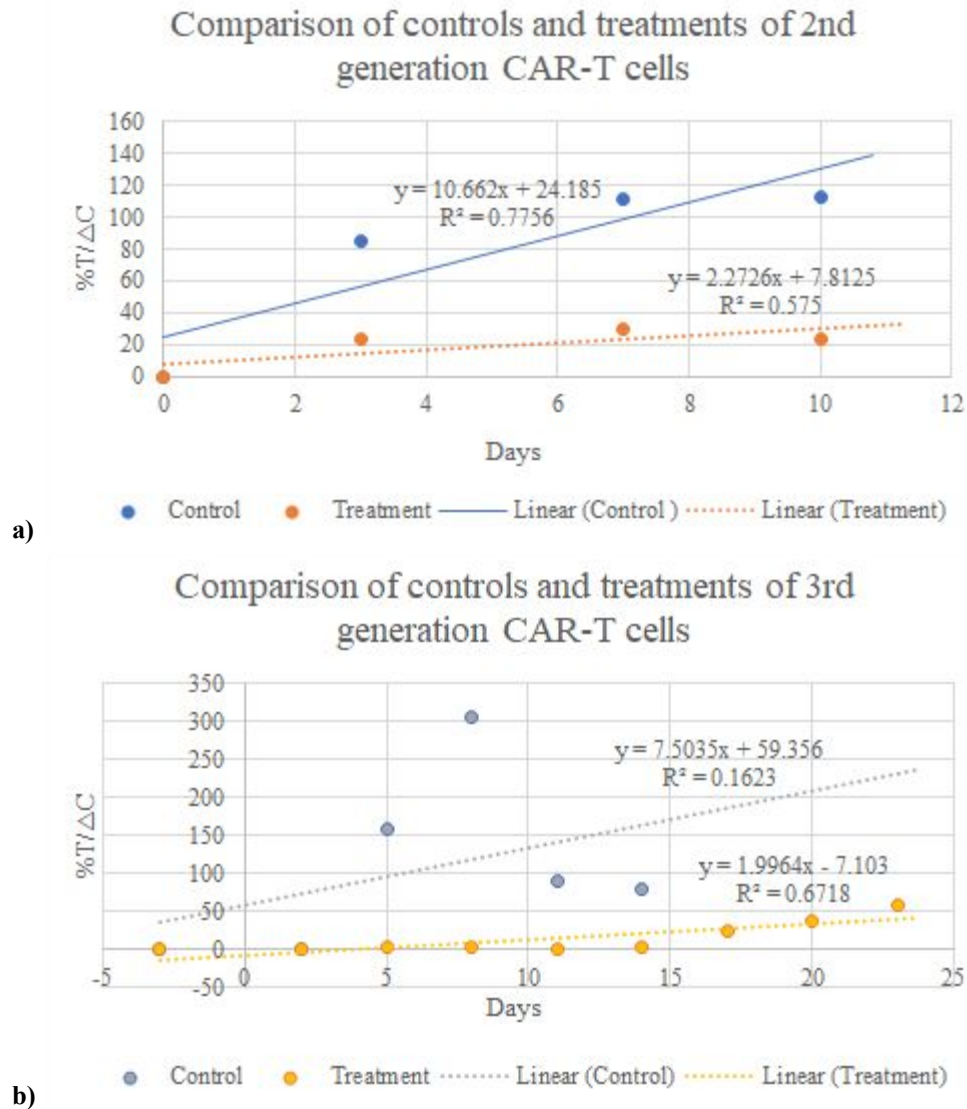 Comparison of controls and treatments of 2nd
generation CAR-T cells
160
140
120
100
80
60
40
20
0
%T/△C
y = 10.662x + 24.185
R² = 0.7756
y = 2.2726x + 7.8125
R² = 0.575
0 2 4 6 8 10 12
Days
Control Treatment Linear (Control ) Linear (Treatment)
a)
Comparison of controls and treatments of 3rd
generation CAR-T cells
350
300
250
200
150
100
50
0
-50
%T/△C
y = 7.5035x + 59.356
R² = 0.1623
y = 1.9964x - 7.103
R² = 0.6718
-5 0 5 10 15 20 25
Days
Control Treatment Linear (Control) Linear (Treatment)
b)